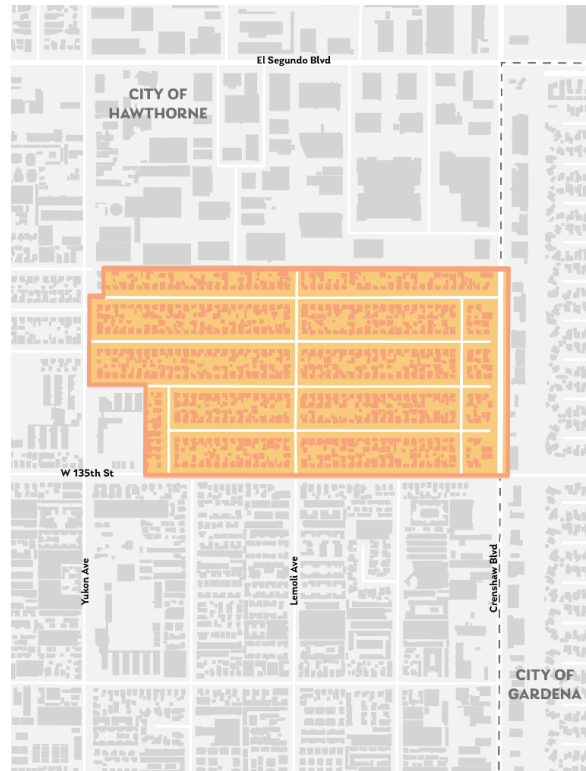 El Segundo Blvd
CITY OF
HAWTHORNE
W 135th St
Yukon Ave
Lemoli Ave
Crenshaw Blvd
CITY OF
GARDENA